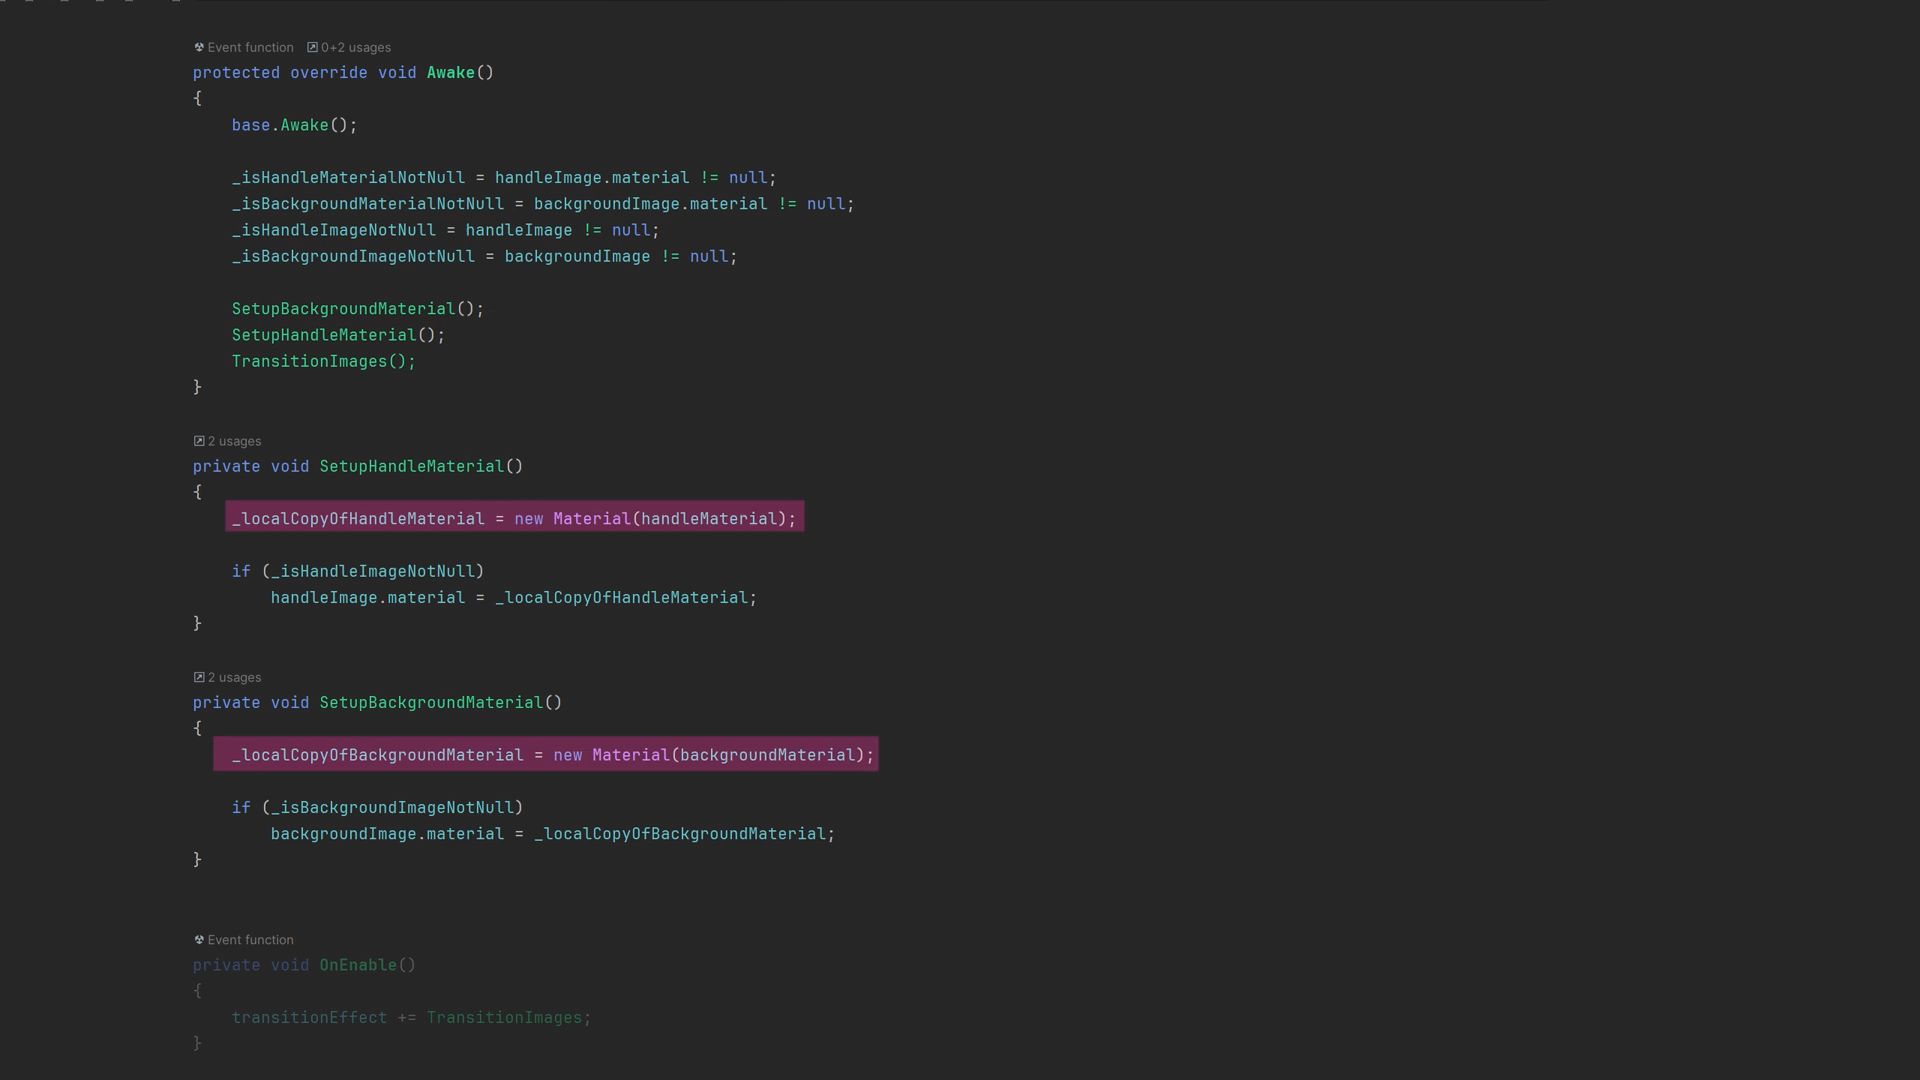 Event function 0+2 usages
protected override void Awake()
{
base.Awake();
_isHandleMaterialNotNull = handleImage.material != null;
_isBackgroundMaterialNotNull = backgroundImage.material != null;
_isHandleImageNotNull = handleImage != null;
_isBackgroundImageNotNull = backgroundImage != null;
SetupBackgroundMaterial();
SetupHandleMaterial();
TransitionImages();
}
2 usages
private void SetupHandleMaterial()
{
_localCopyOfHandleMaterial = new Material(handleMaterial);
if (_isHandleImageNotNull)
handleImage.material = _localCopyOfHandleMaterial;
}
2 usages
private void SetupBackgroundMaterial()
{
_localCopyOfBackgroundMaterial = new Material(backgroundMaterial);
if (_isBackgroundImageNotNull)
backgroundImage.material = _localCopyOfBackgroundMaterial;
}
Event function
private void OnEnable()
{
transitionEffect += TransitionImages;
}